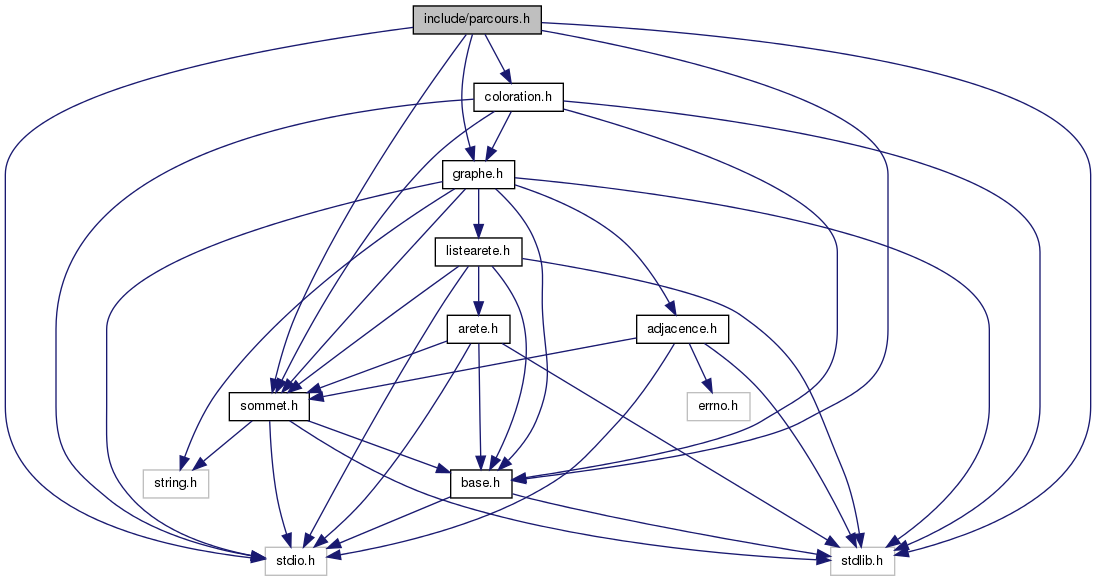 include/parcours.h
coloration.h
graphe.h
listearete.h
arete.h
adjacence.h
sommet.h
errno.h
string.h
base.h
stdio.h
stdlib.h